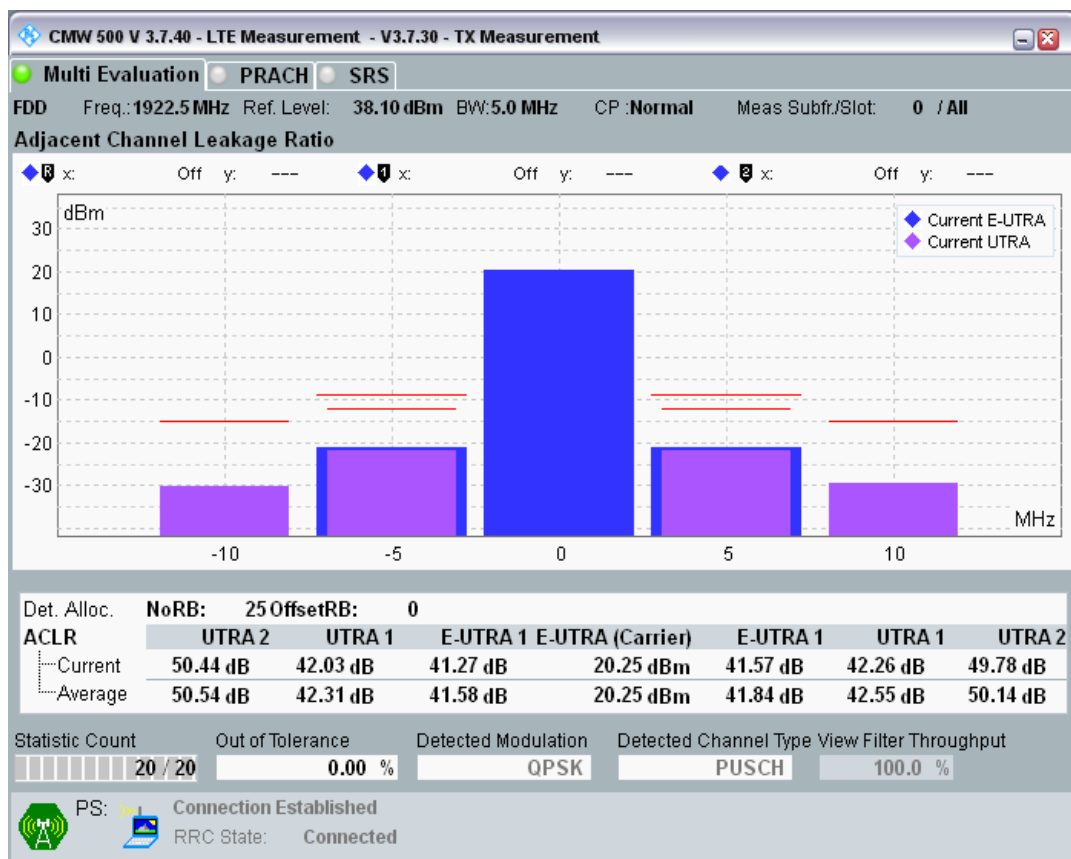 CMW 500 V 3.7.40 - LTE Measurement - V3.7.30 - TX Measurement
Multi Evaluation PRACH SRS
FDD Freq.: 1922.5 MHz Ref. Level: 38.10 dBm BW: 5.0 MHz CP : Normal Meas Subfr./Slot: 0 / All
Adjacent Channel Leakage Ratio
R x: Off y: --- 1 x: Off y: --- 2 x: Off y: ---
dBm
Current E-UTRA
Current UTRA
30
20
10
0
-10
-20
-30
MHz
-10 -5 0 5 10
Det. Alloc. NoRB: 25 OffsetRB: 0
ACLR UTRA 2 UTRA 1 E-UTRA 1 E-UTRA (Carrier) E-UTRA 1 UTRA 1 UTRA 2
Current 50.44 dB 42.03 dB 41.27 dB 20.25 dBm 41.57 dB 42.26 dB 49.78 dB
Average 50.54 dB 42.31 dB 41.58 dB 20.25 dBm 41.84 dB 42.55 dB 50.14 dB
Statistic Count Out of Tolerance Detected Modulation Detected Channel Type View Filter Throughput
20 / 20 0.00 % QPSK PUSCH 100.0 %
PS: Connection Established
RRC State: Connected